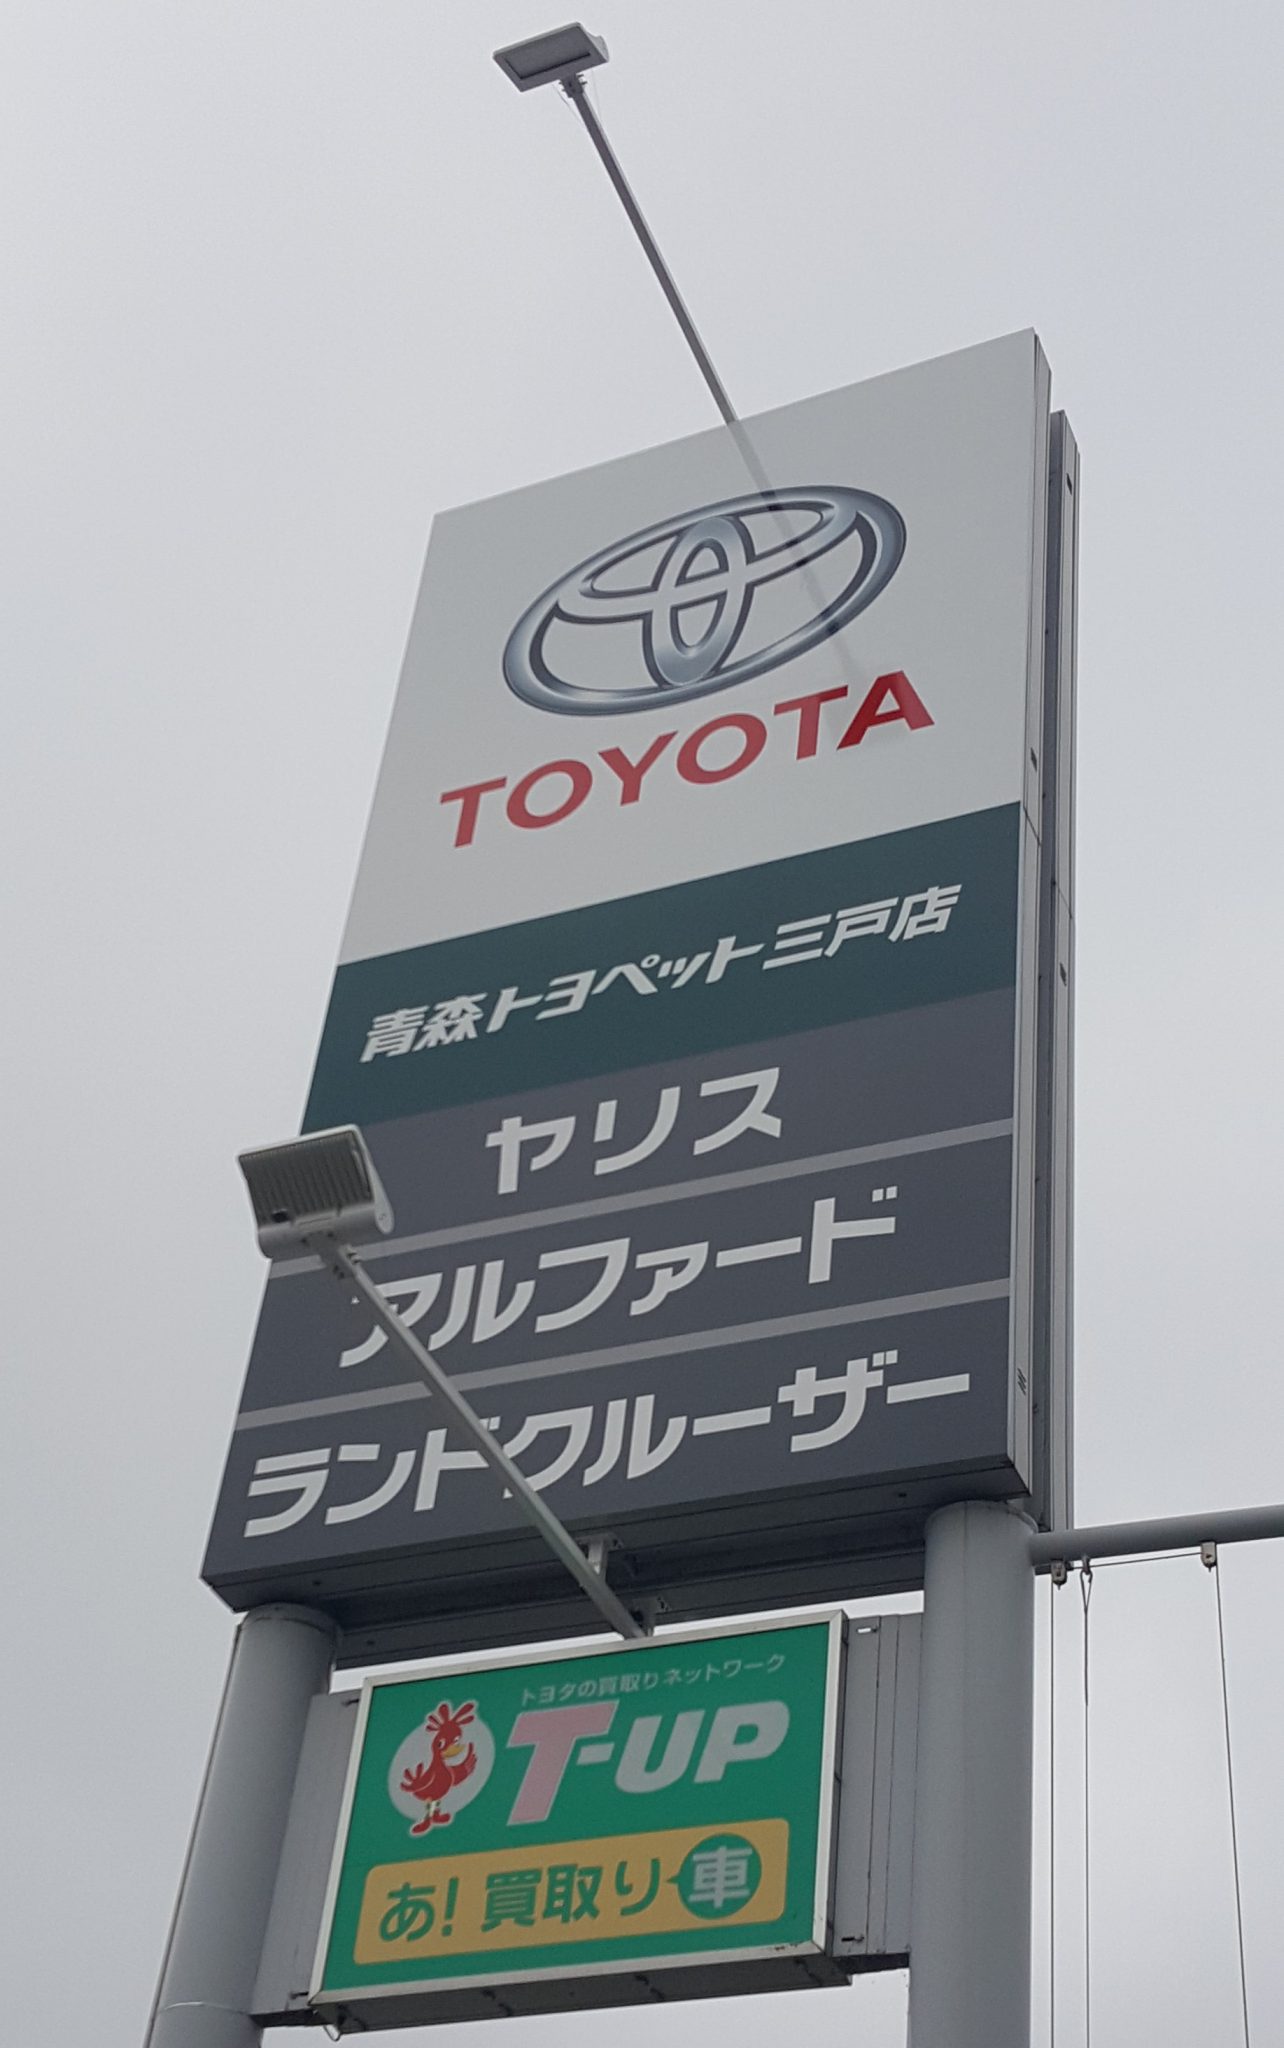 TOYOTA
青森トヨペット三戸店
ヤリス
アルファード
ランドクルーザー
トヨタの買取りネットワーク
T-UP
あ!買取り車